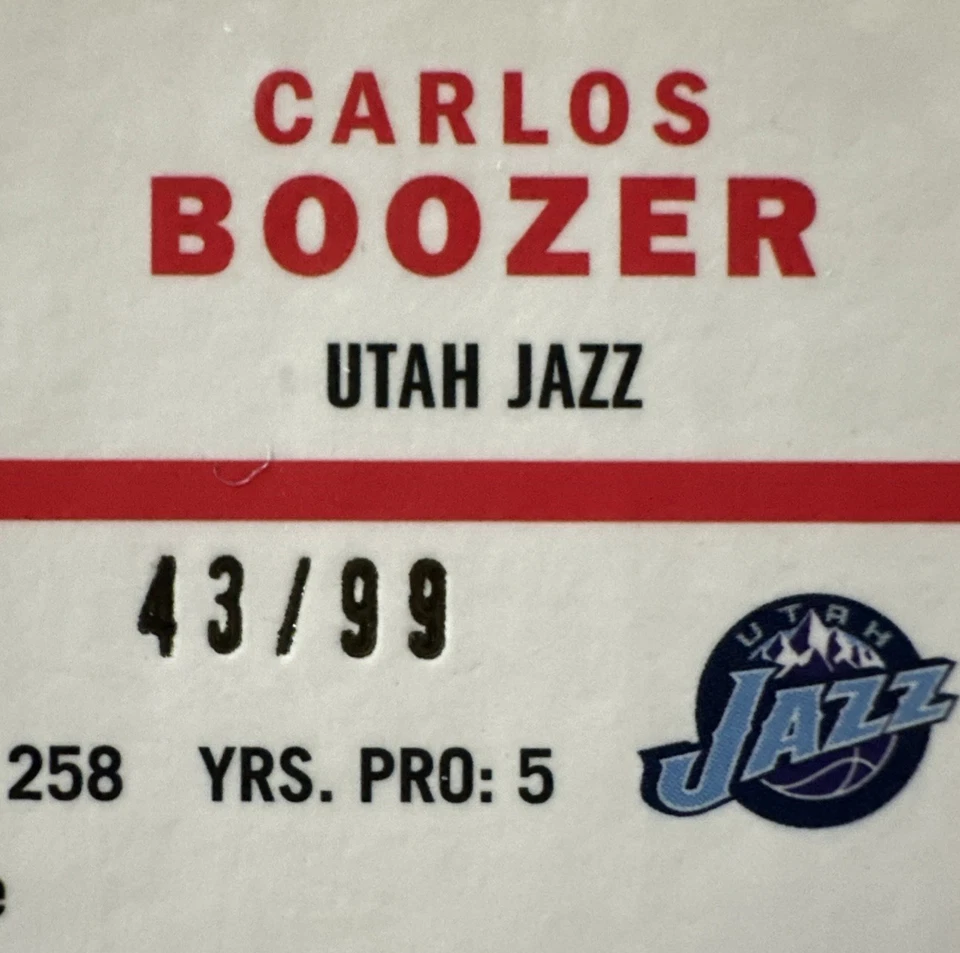 CARLOS
BOOZER
UTAH JAZZ
43/99
UTAH
JAZZ
258 YRS. PRO: 5
e